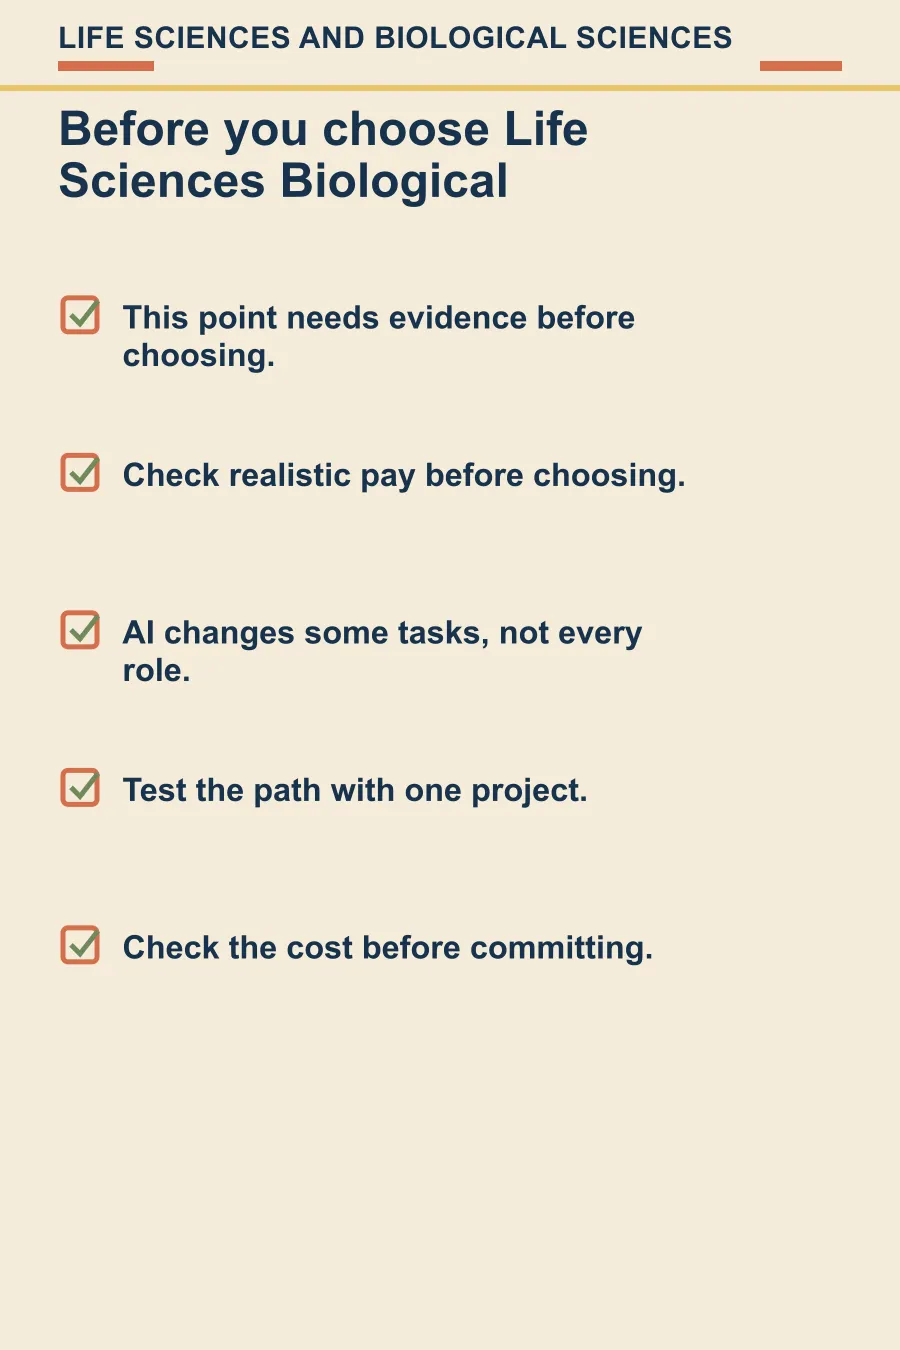 LIFE SCIENCES AND BIOLOGICAL SCIENCES
Before you choose Life
Sciences Biological
This point needs evidence before
choosing.
Check realistic pay before choosing.
AI changes some tasks, not every
role.
Test the path with one project.
Check the cost before committing.